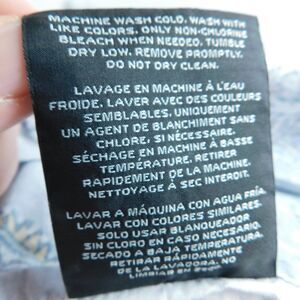 MACHINE WASH COLD, WASH WITH
LIKE COLORS, ONLY NON-CHLORINE
BLEACH WHEN NEEDED, TUMBLE
DRY LOW, REMOVE PROMPTLY.
DO NOT DRY CLEAN.
LAVAGE EN MACHINE À L'EAU
FROIDE, LAVER AVEC DES COULEURS
SEMBLABLES, UNIQUEMENT
UN AGENT DE BLANCHIMENT SANS
CHLORE, SI NÉCESSAIRE,
SÉCHAGE EN MACHINE À BASSE
TEMPÉRATURE, RETIRER
RAPIDEMENT DE LA MACHINE.
NETTOYAGE À SEC INTERDIT.
LAVAR A MÁQUINA CON AGUA FRÍA,
LAVAR CON COLORES SIMILARES,
SOLO USAR BLANQUEADOR
SIN CLORO EN CASO NECESARIO,
SECADO A BAJA TEMPERATURA,
RETIRAR RÁPIDAMENTE
DE LA LAVADORA. NO
LIMPIAR EN